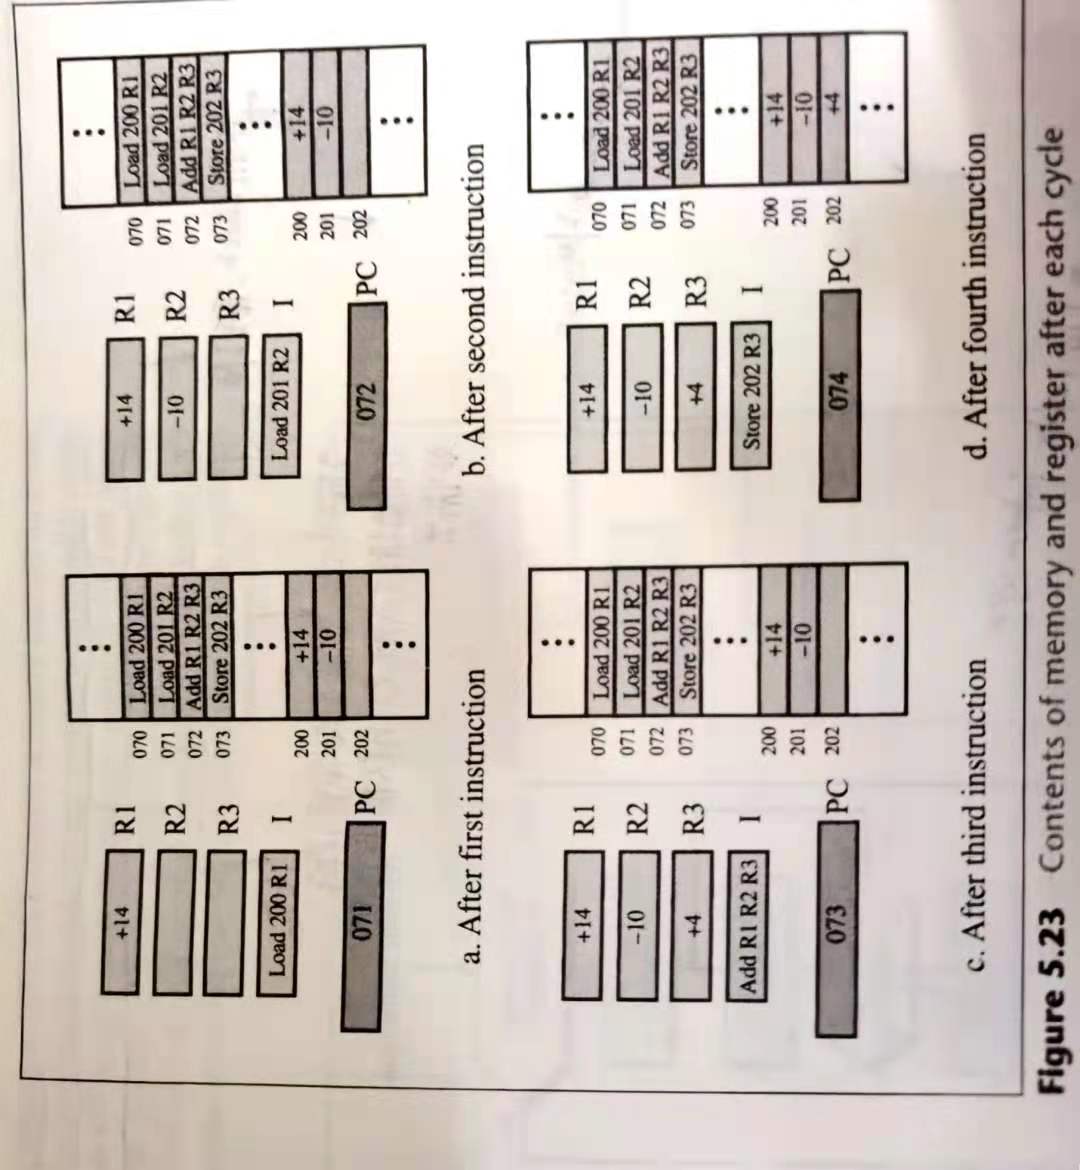 +14 R1
R2
R3
Load 200 R1 I
071 PC
070 Load 200 R1
071 Load 201 R2
072 Add R1 R2 R3
073 Store 202 R3
200 +14
201 −10
202
a. After first instruction
+14 R1
−10 R2
R3
Load 201 R2 I
072 PC
070 Load 200 R1
071 Load 201 R2
072 Add R1 R2 R3
073 Store 202 R3
200 +14
201 −10
202
b. After second instruction
+14 R1
−10 R2
+4 R3
Add R1 R2 R3 I
073 PC
070 Load 200 R1
071 Load 201 R2
072 Add R1 R2 R3
073 Store 202 R3
200 +14
201 −10
202
c. After third instruction
+14 R1
−10 R2
+4 R3
Store 202 R3 I
074 PC
070 Load 200 R1
071 Load 201 R2
072 Add R1 R2 R3
073 Store 202 R3
200 +14
201 −10
202 +4
d. After fourth instruction
Figure 5.23 Contents of memory and register after each cycle